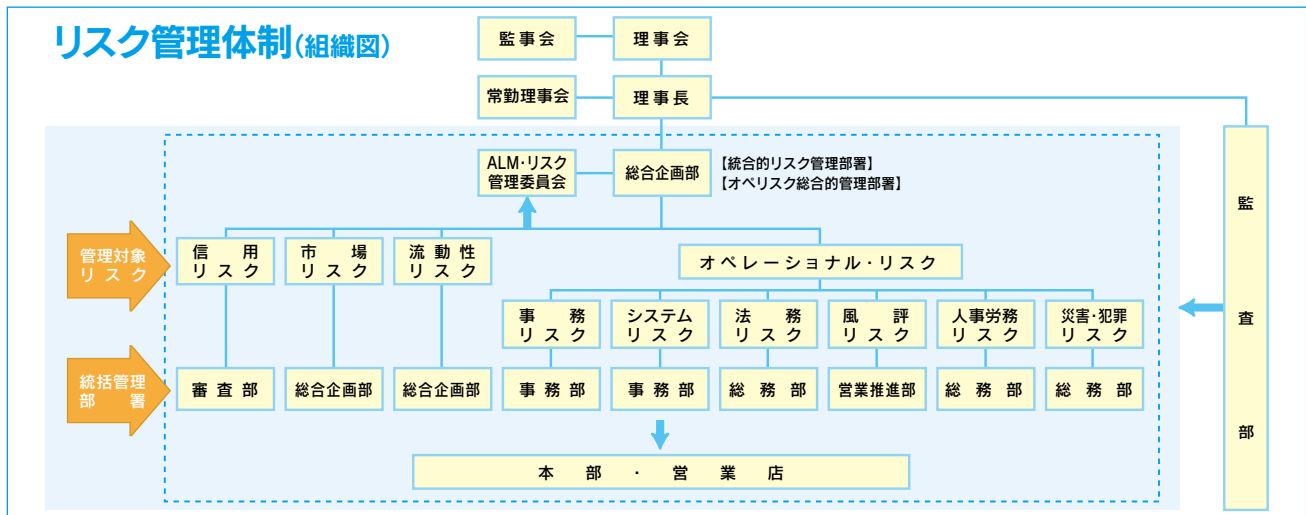 リスク管理体制(組織図)
監事会
理事会
常勤理事会
理事長
ALM・リスク
管理委員会
総合企画部
【統合的リスク管理部署】
【オペリスク総合的管理部署】
管理対象
リスク
信用
リスク
市場
リスク
流動性
リスク
オペレーショナル・リスク
事務
リスク
システム
リスク
法務
リスク
風評
リスク
人事労務
リスク
災害・犯罪
リスク
統括管理
部署
審査部
総合企画部
総合企画部
事務部
事務部
総務部
営業推進部
総務部
総務部
本部・営業店
監査部